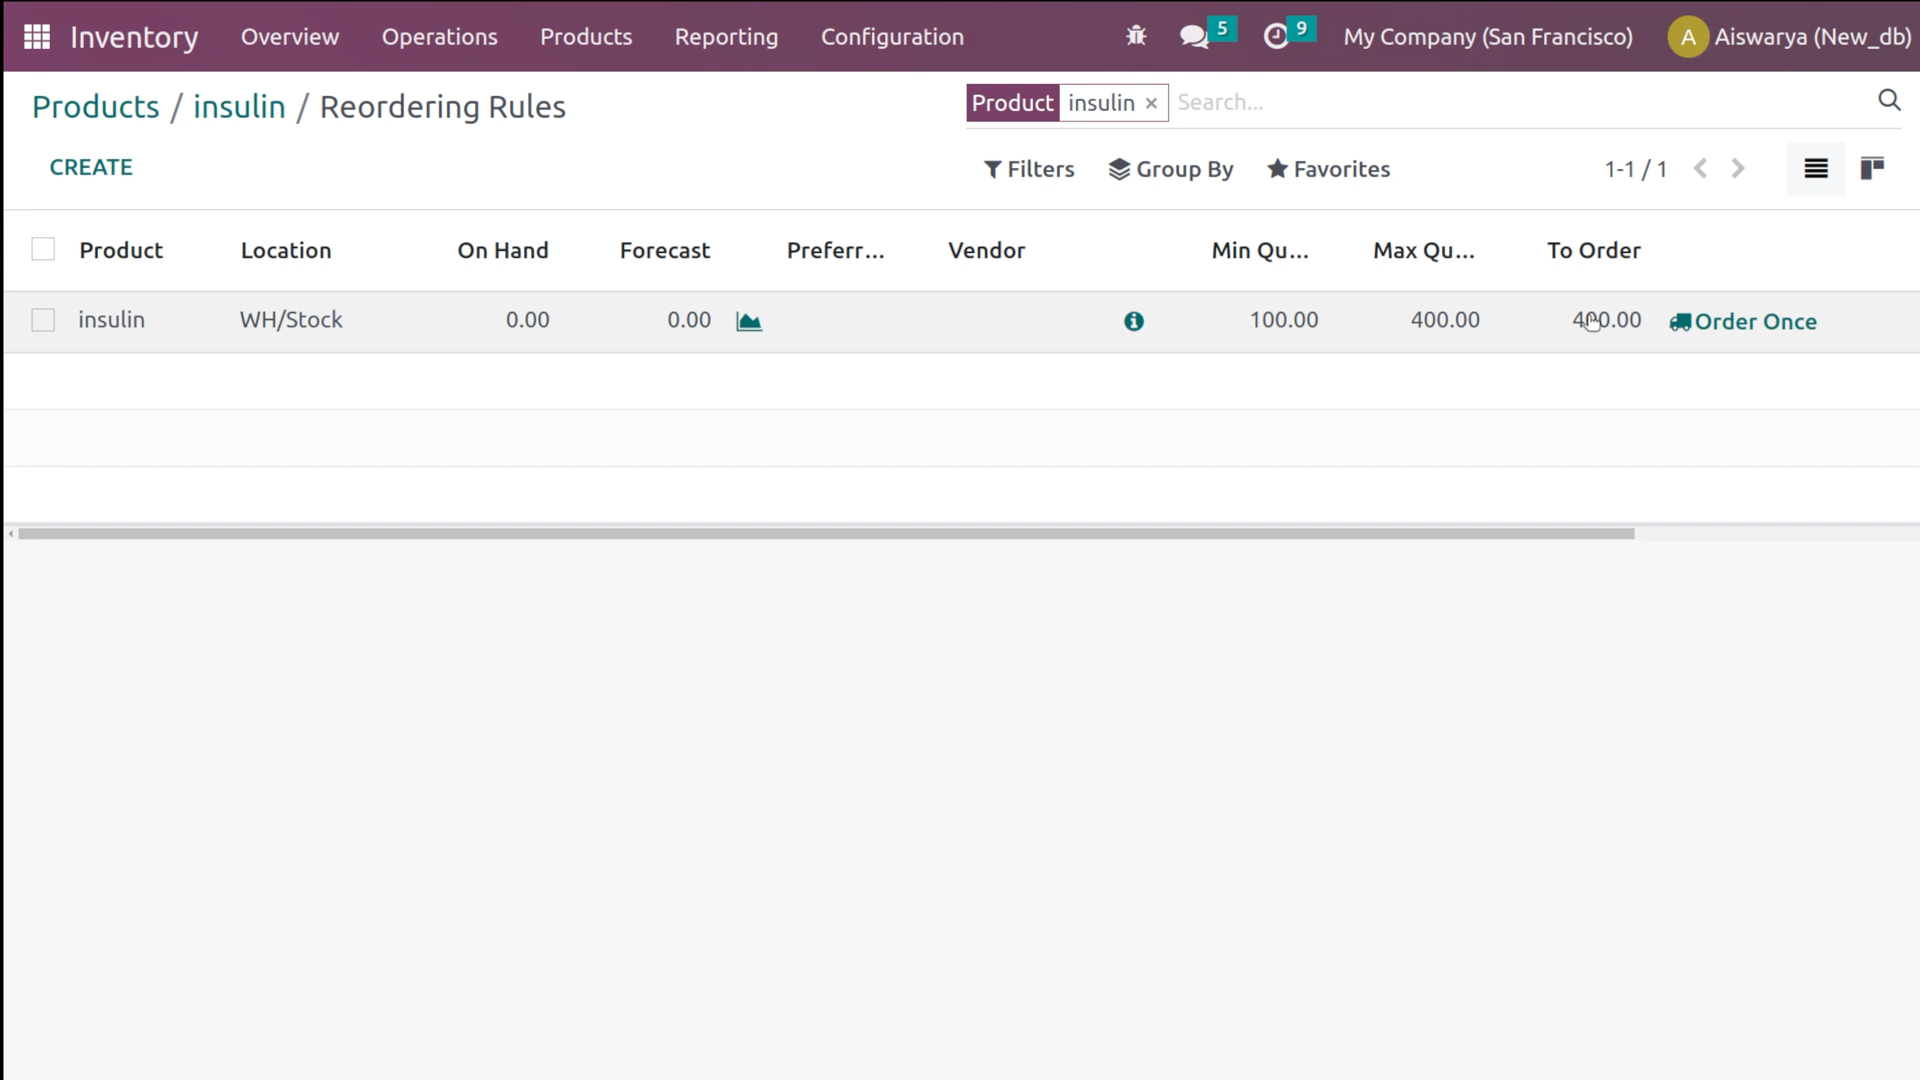 Inventory Overview Operations Products Reporting Configuration 5 9 My Company (San Francisco) A Aiswarya (New_db)
Products / insulin / Reordering Rules Product insulin × Search...
CREATE Filters Group By Favorites 1-1 / 1
Product Location On Hand Forecast Preferr... Vendor Min Qu... Max Qu... To Order
insulin WH/Stock 0.00 0.00 100.00 400.00 400.00 Order Once